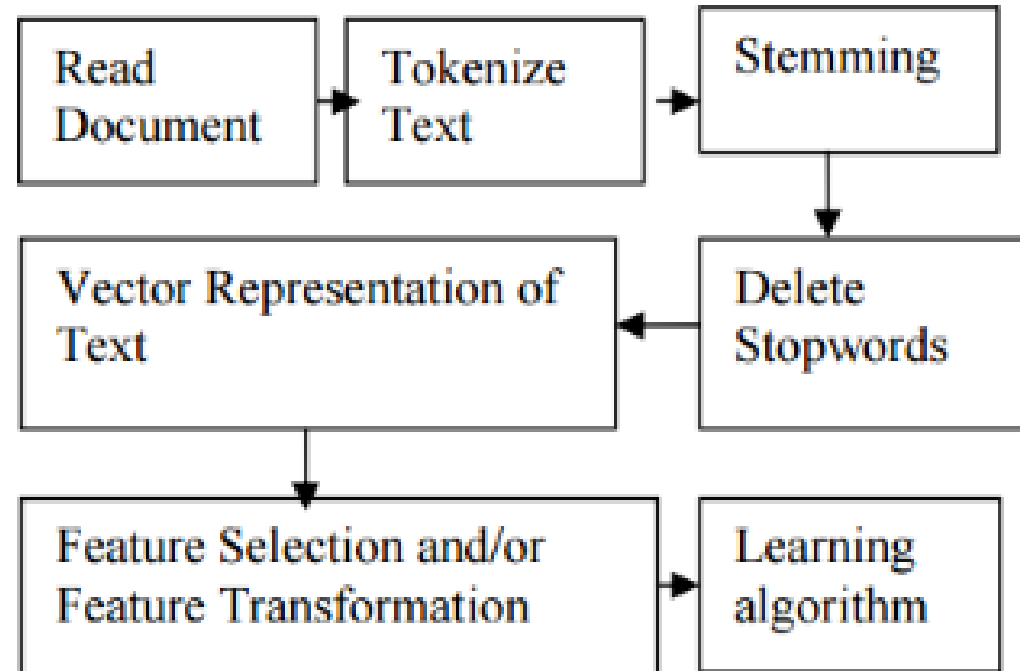 Read
Document
Tokenize
Text
Stemming
Delete
Stopwords
Vector Representation of
Text
Feature Selection and/or
Feature Transformation
Learning
algorithm